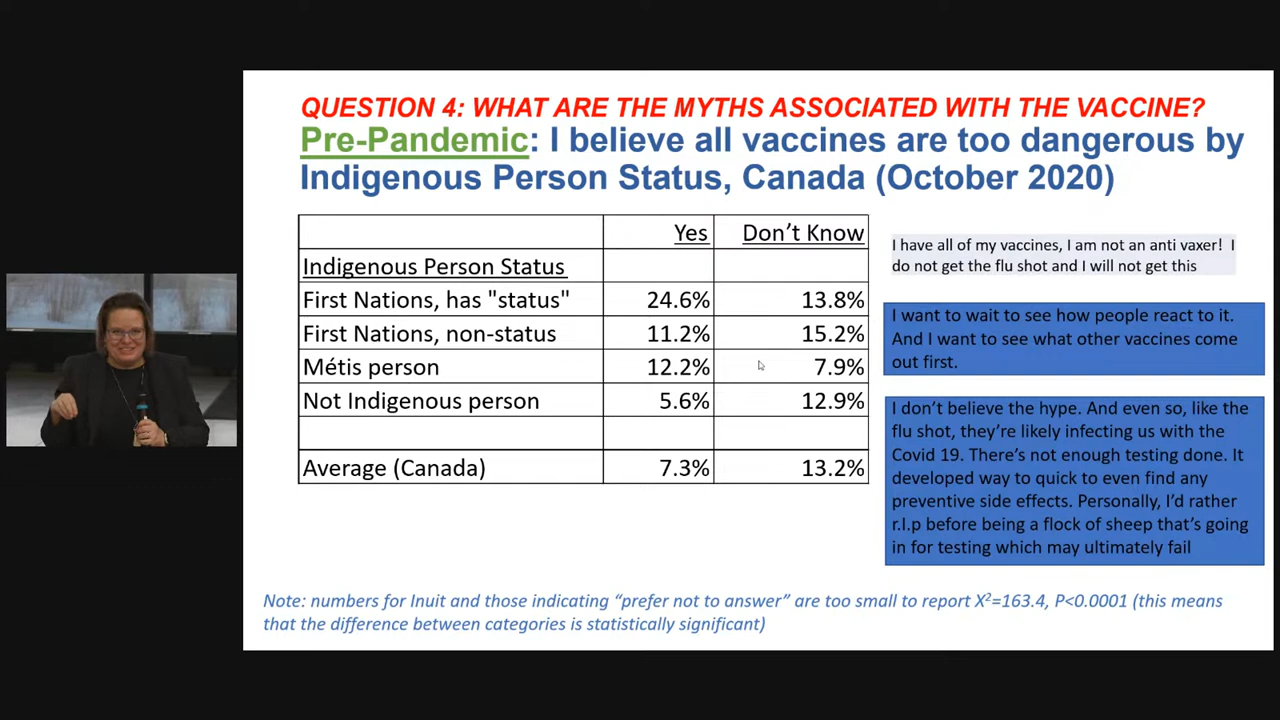 QUESTION 4: WHAT ARE THE MYTHS ASSOCIATED WITH THE VACCINE?
Pre-Pandemic: I believe all vaccines are too dangerous by
Indigenous Person Status, Canada (October 2020)
Yes Don't Know
Indigenous Person Status
First Nations, has "status" 24.6% 13.8%
First Nations, non-status 11.2% 15.2%
Métis person 12.2% 7.9%
Not Indigenous person 5.6% 12.9%
Average (Canada) 7.3% 13.2%
I have all of my vaccines, I am not an anti vaxer! I
do not get the flu shot and I will not get this
I want to wait to see how people react to it.
And I want to see what other vaccines come
out first.
I don't believe the hype. And even so, like the
flu shot, they're likely infecting us with the
Covid 19. There's not enough testing done. It
developed way to quick to even find any
preventive side effects. Personally, I'd rather
r.I.p before being a flock of sheep that's going
in for testing which may ultimately fail
Note: numbers for Inuit and those indicating "prefer not to answer" are too small to report X²=163.4, P<0.0001 (this means
that the difference between categories is statistically significant)